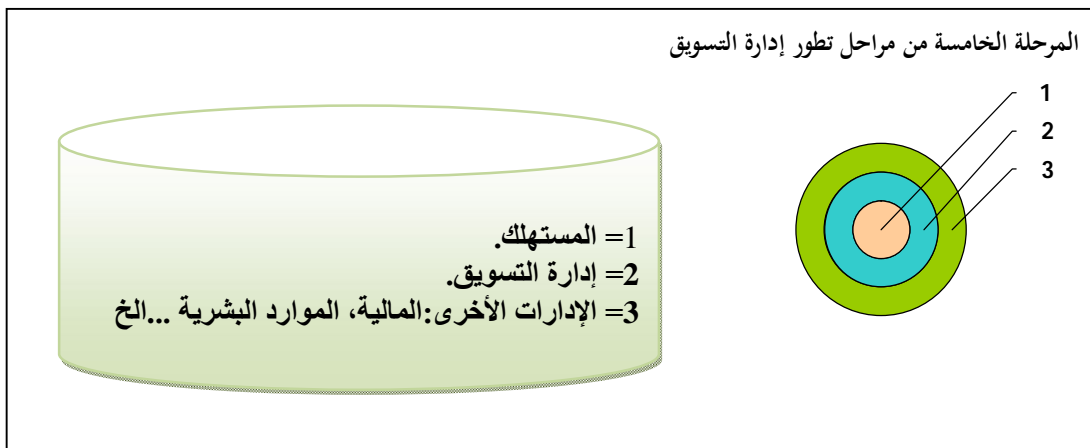 المرحلة الخامسة من مراحل تطور إدارة التسويق
1
2
3
1= المستهلك.
2= إدارة التسويق.
3= الإدارات الأخرى:المالية، الموارد البشرية ...الخ